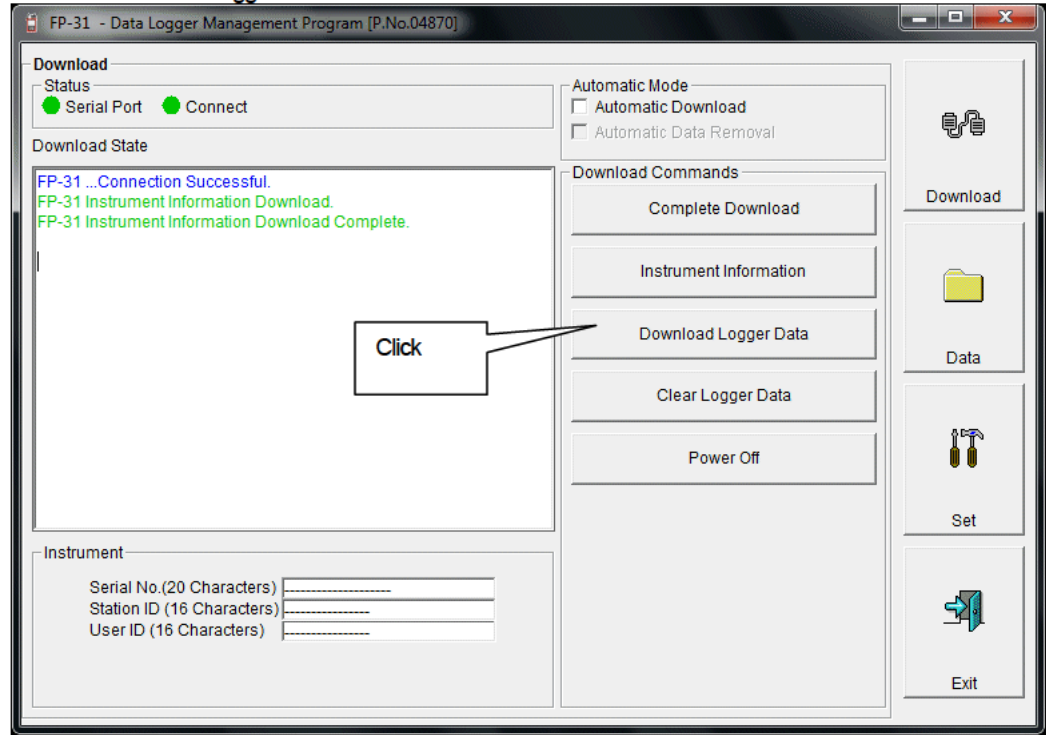 FP-31 - Data Logger Management Program [P.No.04870]
Download
Status
Serial Port Connect
Download State
FP-31 ...Connection Successful.
FP-31 Instrument Information Download.
FP-31 Instrument Information Download Complete.
Click
Instrument
Serial No.(20 Characters) --------------------
Station ID (16 Characters) ----------------
User ID (16 Characters) ----------------
Automatic Mode
Automatic Download
Automatic Data Removal
Download Commands
Complete Download
Instrument Information
Download Logger Data
Clear Logger Data
Power Off
Download
Data
Set
Exit